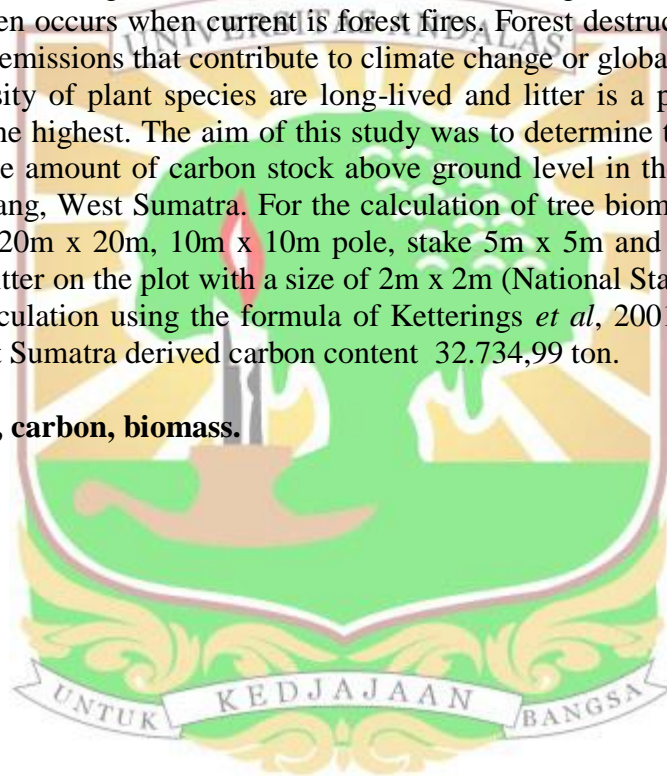 en occurs when current is forest fires. Forest destruc
UNIVERSITAS ANDALAS
emissions that contribute to climate change or globa
sity of plant species are long-lived and litter is a p
ne highest. The aim of this study was to determine t
e amount of carbon stock above ground level in th
ang, West Sumatra. For the calculation of tree biom
20m x 20m, 10m x 10m pole, stake 5m x 5m and
tter on the plot with a size of 2m x 2m (National Sta
culation using the formula of Ketterings et al, 2001
t Sumatra derived carbon content 32.734,99 ton.
, carbon, biomass.
UNTUK KEDJAJAAN BANGSA